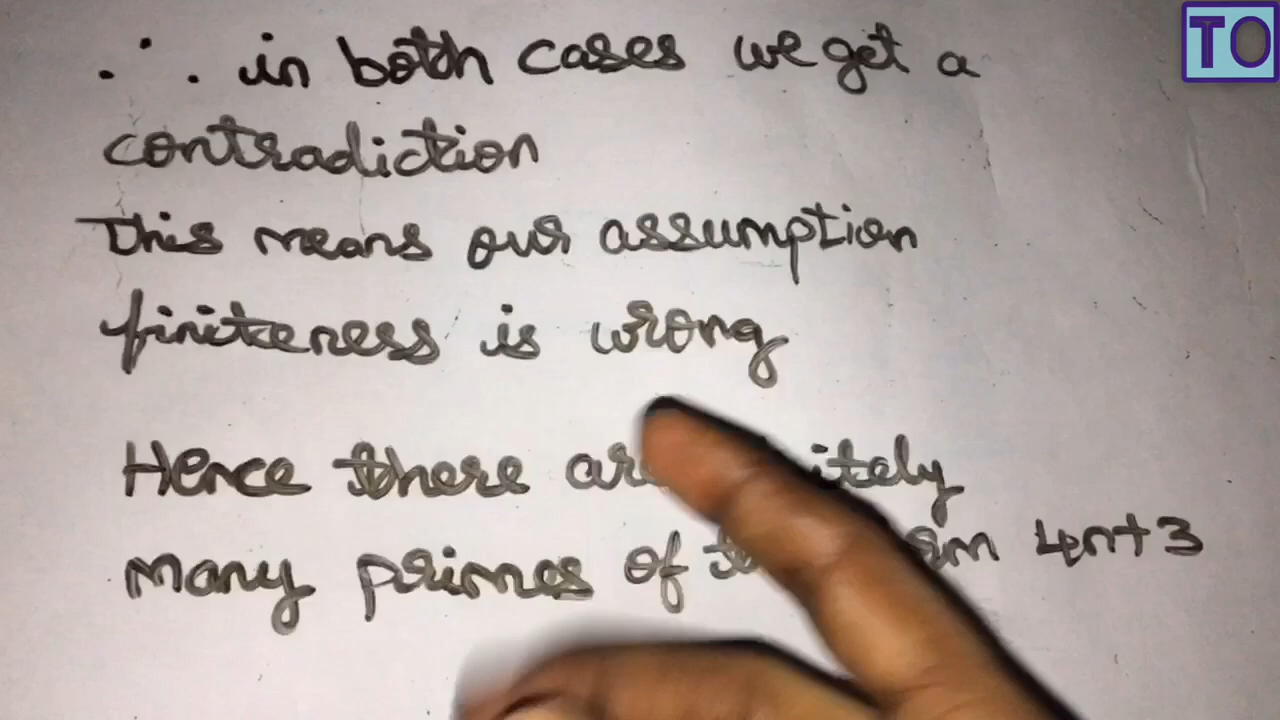 TO
∴ in both cases we get a
contradiction
This means our assumption
finiteness is wrong
Hence there
many primes of 4n+3